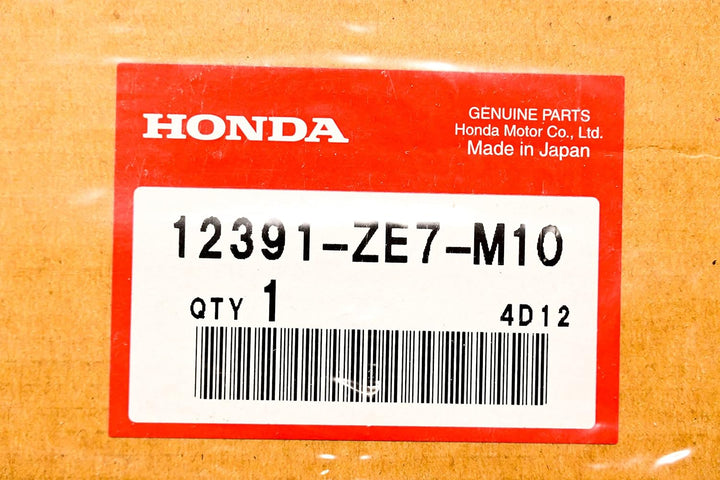 HONDA
GENUINE PARTS
Honda Motor Co., Ltd.
Made in Japan
12391-ZE7-M10
QTY 1
4D12